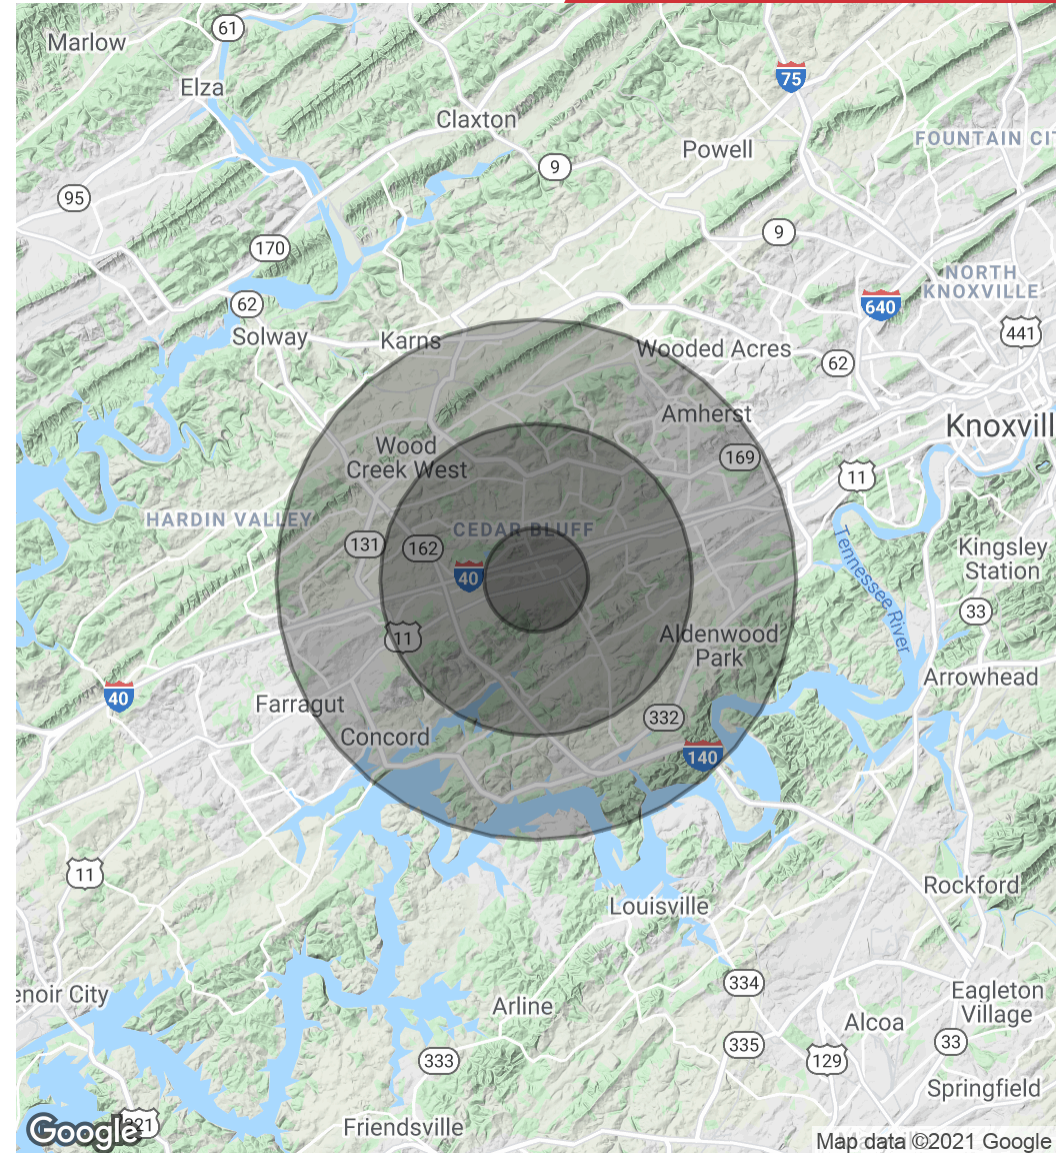 61
Marlow
75
Elza
Claxton
FOUNTAIN CIT
Powell
9
95
9
170
NORTH
KNOXVILLE
62
640
441
Solway
Karns
Wooded Acres
62
Amherst
Knoxvill
Wood
Creek West
169
11
HARDIN VALLEY
CEDAR BLUFF
131
162
40
Tennessee River
Kingsley
Station
33
11
Aldenwood
Park
Arrowhead
40
Farragut
332
Concord
140
11
Rockford
Louisville
334
enoir City
Arline
Eagleton
Village
Alcoa
335
33
333
129
Springfield
Google
321
Friendsville
Map data ©2021 Google